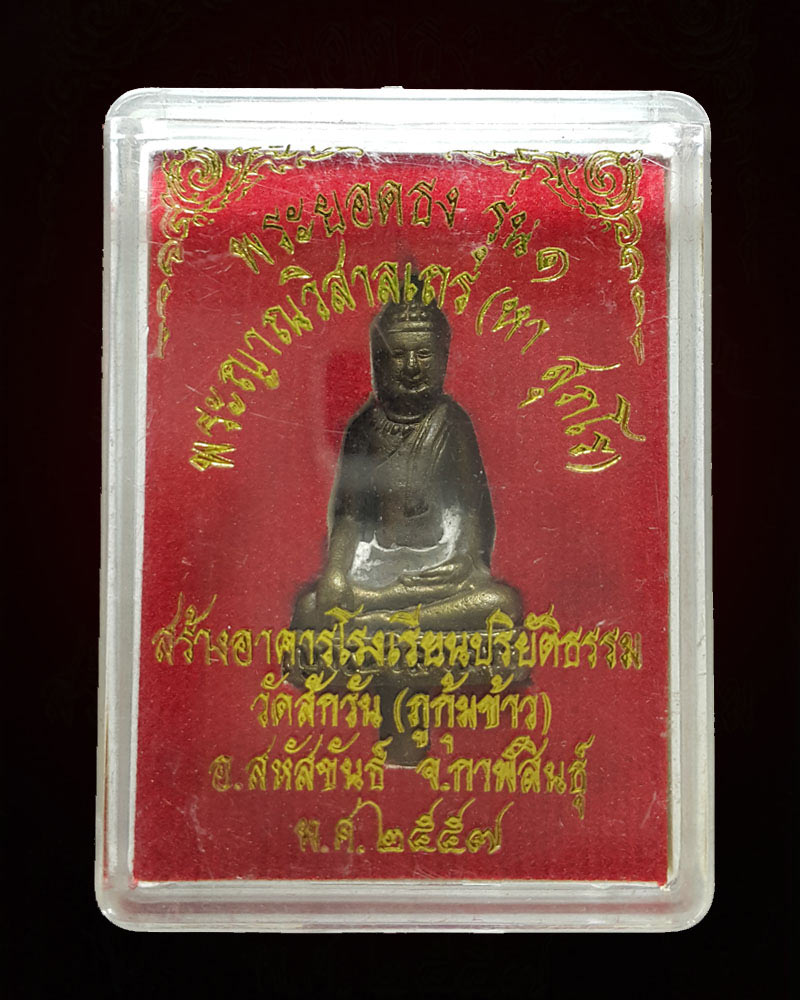 พระยอดธง รุ่น ๑
พระญาณวิสาลเถร (หา สุภโร)
สร้างอาคารโรงเรียนปริยัติธรรม
วัดสักวัน (ภูกุ้มข้าว)
อ.สหัสขันธ์ จ.กาฬสินธุ์
พ.ศ. ๒๕๕๗